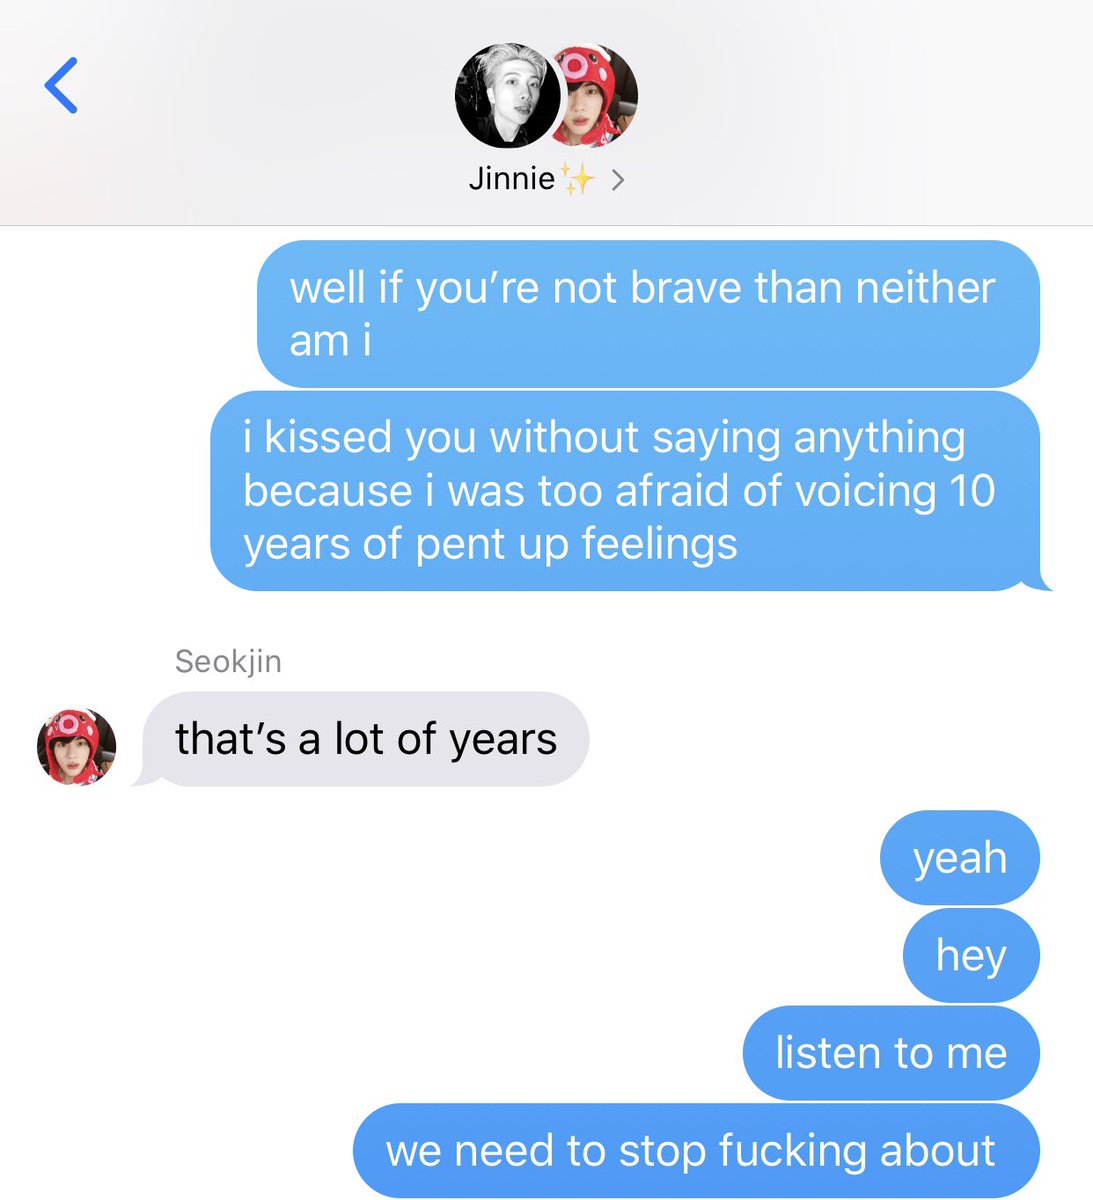 Jinnie✨
well if you’re not brave than neither
am i
i kissed you without saying anything
because i was too afraid of voicing 10
years of pent up feelings
Seokjin
that’s a lot of years
yeah
hey
listen to me
we need to stop fucking about